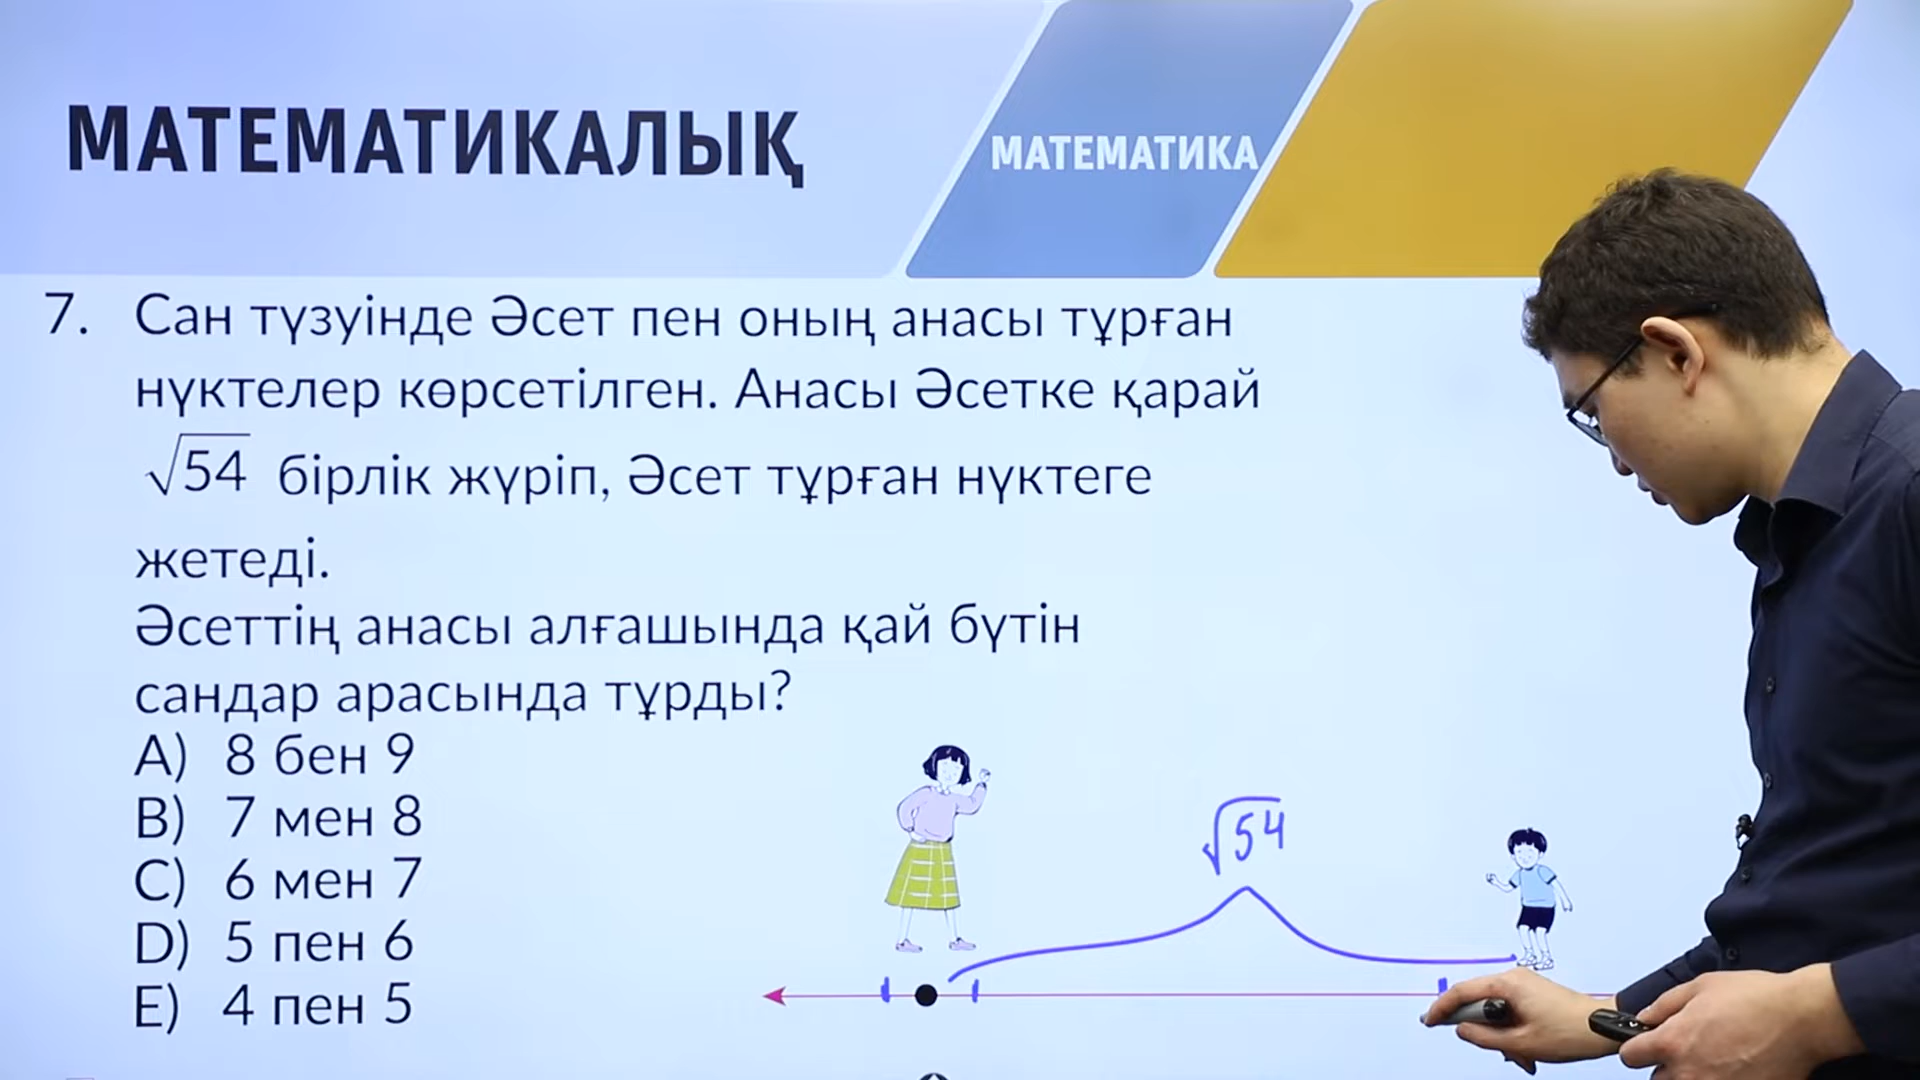 МАТЕМАТИКАЛЫҚ
МАТЕМАТИКА
7. Сан түзуінде Әсет пен оның анасы тұрған
нүктелер көрсетілген. Анасы Әсетке қарай
√54 бірлік жүріп, Әсет тұрған нүктеге
жетеді.
Әсеттің анасы алғашында қай бүтін
сандар арасында тұрды?
A) 8 бен 9
B) 7 мен 8
C) 6 мен 7
D) 5 пен 6
E) 4 пен 5
√54